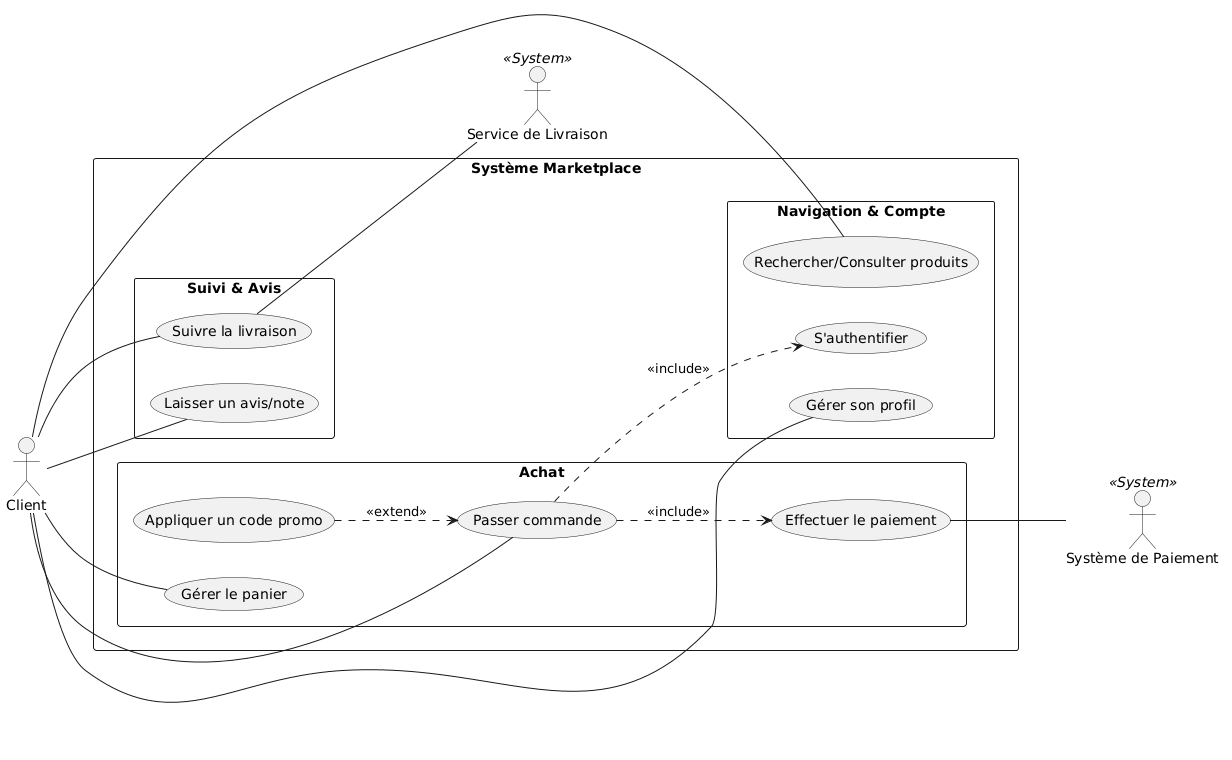 «System»
Service de Livraison
Système Marketplace
Navigation & Compte
Rechercher/Consulter produits
Suivi & Avis
Suivre la livraison
S'authentifier
«include»
Laisser un avis/note
Gérer son profil
Client
Achat
«System»
Système de Paiement
Appliquer un code promo
«extend»
Passer commande
«include»
Effectuer le paiement
Gérer le panier